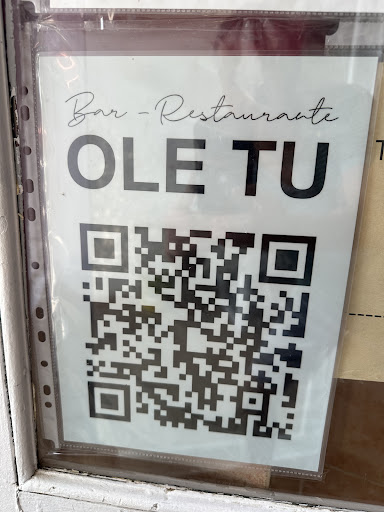 Bar - Restaurante
OLE TU
T